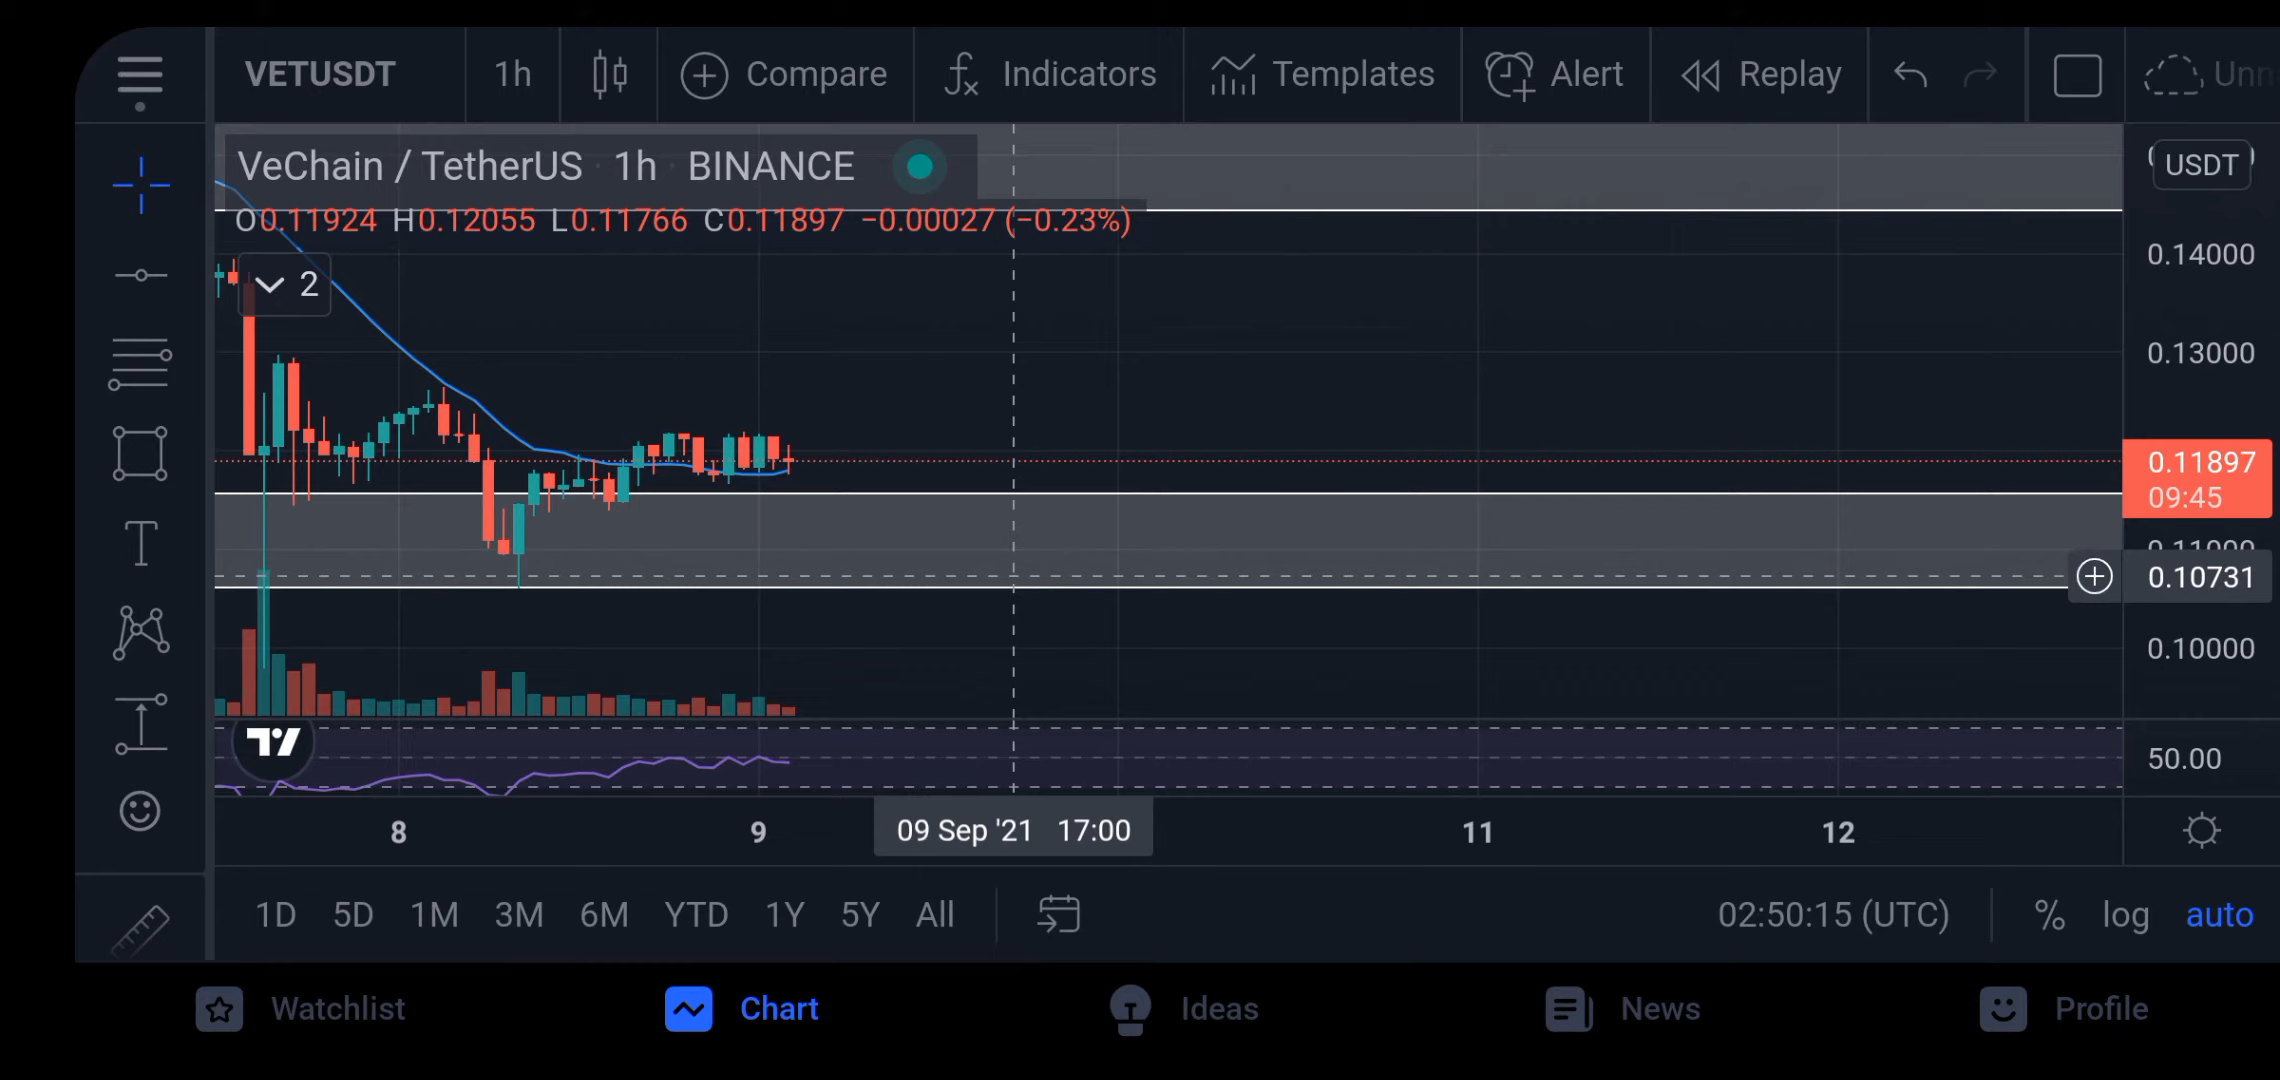 VETUSDT 1h Compare Indicators Templates Alert Replay Unn
VeChain / TetherUS · 1h · BINANCE USDT
O0.11924 H0.12055 L0.11766 C0.11897 −0.00027 (−0.23%)
0.14000
2
0.13000
0.11897
09:45
0.11000
0.10731
0.10000
50.00
8 9 09 Sep '21 17:00 11 12
1D 5D 1M 3M 6M YTD 1Y 5Y All 02:50:15 (UTC) % log auto
Watchlist Chart Ideas News Profile